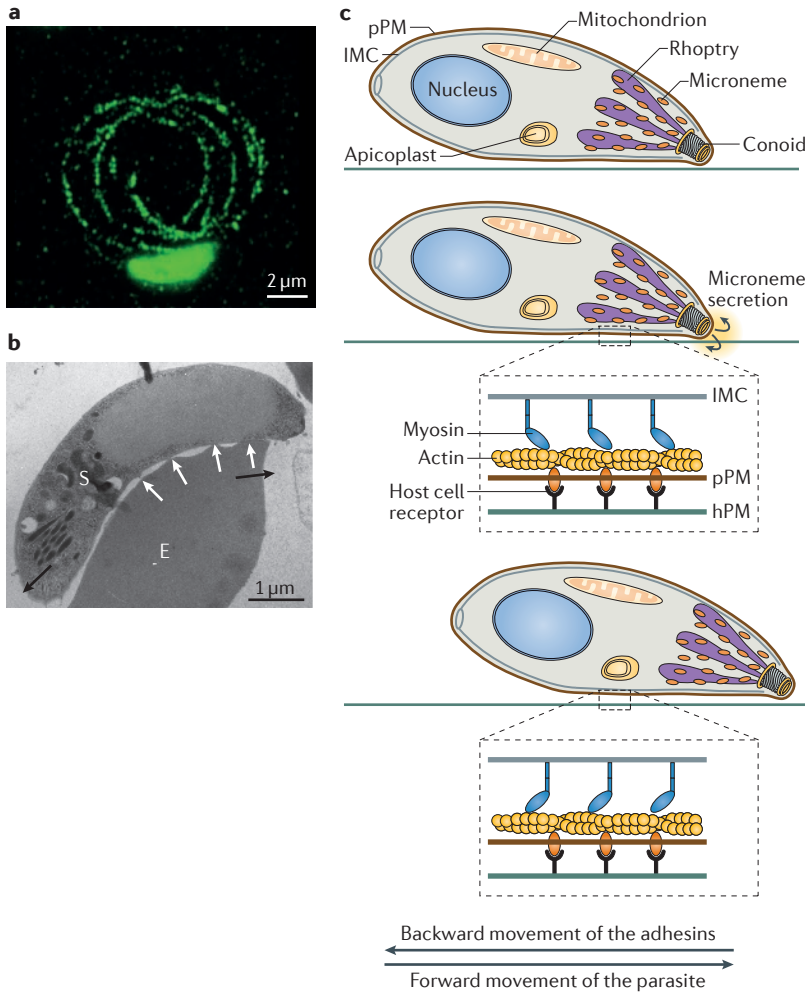 a
2 µm
b
S
E
1 µm
c
pPM
IMC
Mitochondrion
Rhoptry
Microneme
Nucleus
Apicoplast
Conoid
Microneme
secretion
IMC
Myosin
Actin
pPM
Host cell
receptor
hPM
Backward movement of the adhesins
Forward movement of the parasite